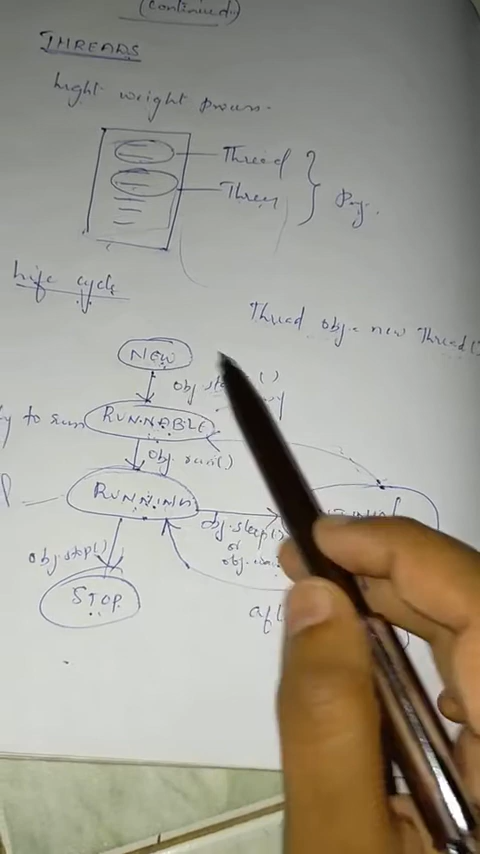 (continued)
THREADS
light weight process.
Thread
Thread
life cycle
Thread obj = new Thread()
NEW
obj.start()
to run
RUNNABLE
obj.run()
RUNNING
obj.sleep()
or
obj.stop()
STOP